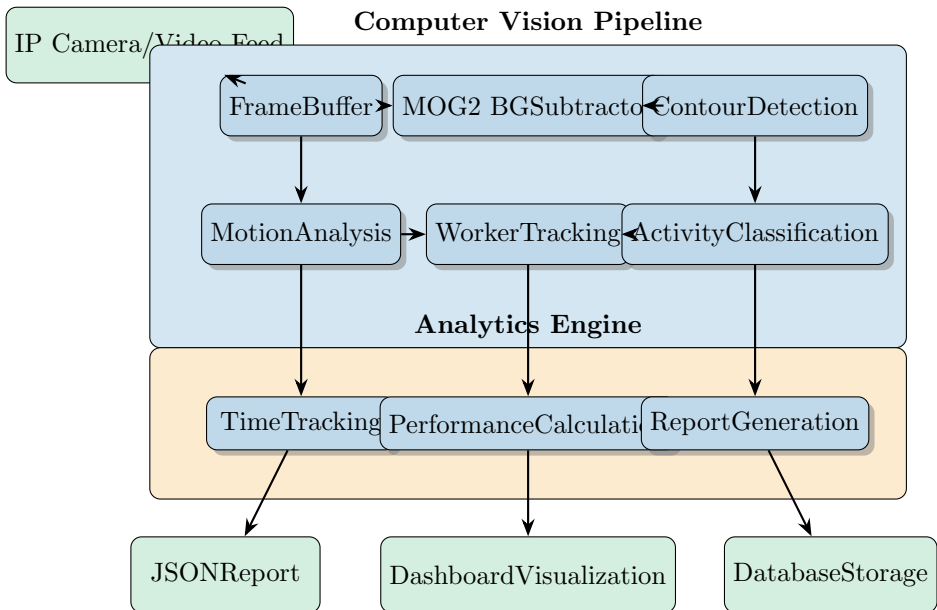 Computer Vision Pipeline
IP Camera/Video Feed
FrameBuffer
MOG2 BGSubtracto
ContourDetection
MotionAnalysis
WorkerTracking
ActivityClassification
Analytics Engine
TimeTracking
PerformanceCalculati
ReportGeneration
JSONReport
DashboardVisualization
DatabaseStorage